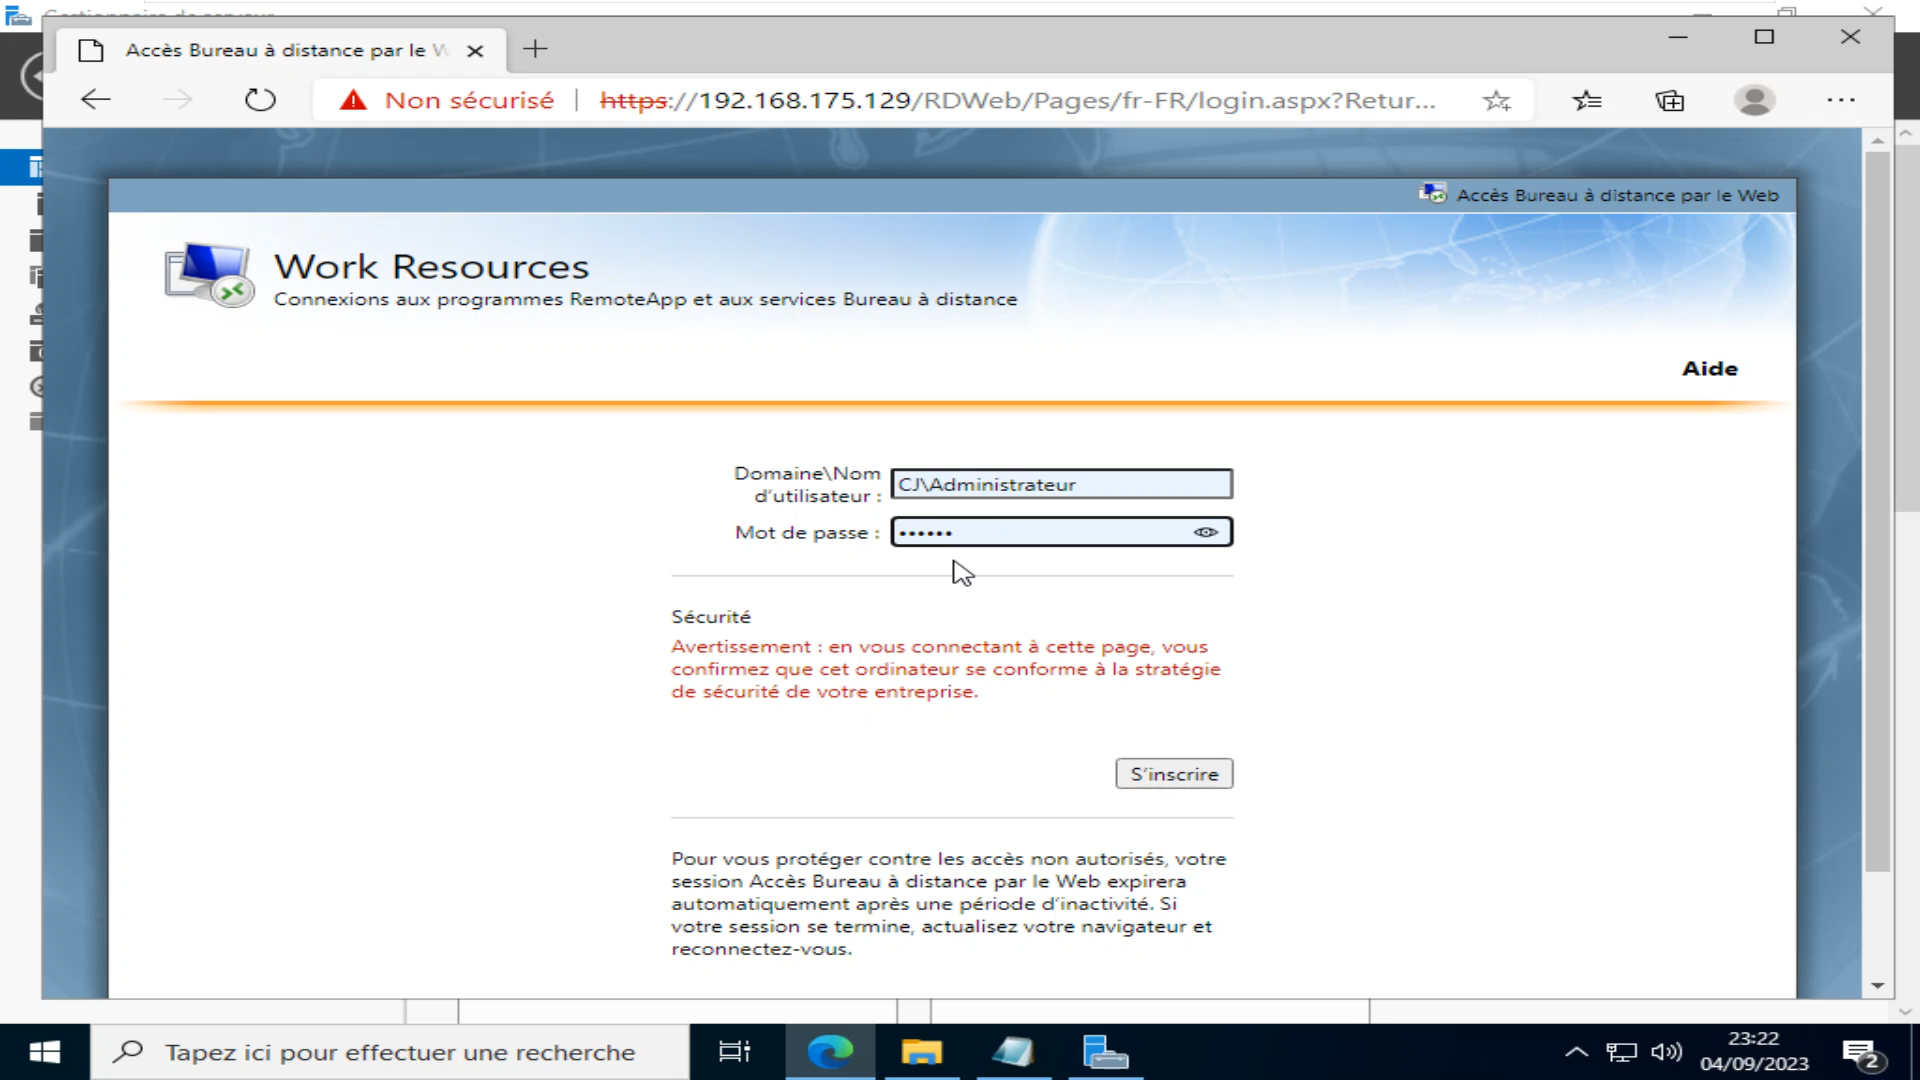 Accès Bureau à distance par le W
Non sécurisé | https://192.168.175.129/RDWeb/Pages/fr-FR/login.aspx?Retur...
Accès Bureau à distance par le Web
Work Resources
Connexions aux programmes RemoteApp et aux services Bureau à distance
Aide
Domaine\Nom
d'utilisateur :
CJ\Administrateur
Mot de passe :
••••••
Sécurité
Avertissement : en vous connectant à cette page, vous
confirmez que cet ordinateur se conforme à la stratégie
de sécurité de votre entreprise.
S'inscrire
Pour vous protéger contre les accès non autorisés, votre
session Accès Bureau à distance par le Web expirera
automatiquement après une période d'inactivité. Si
votre session se termine, actualisez votre navigateur et
reconnectez-vous.
Tapez ici pour effectuer une recherche
23:22
04/09/2023
2